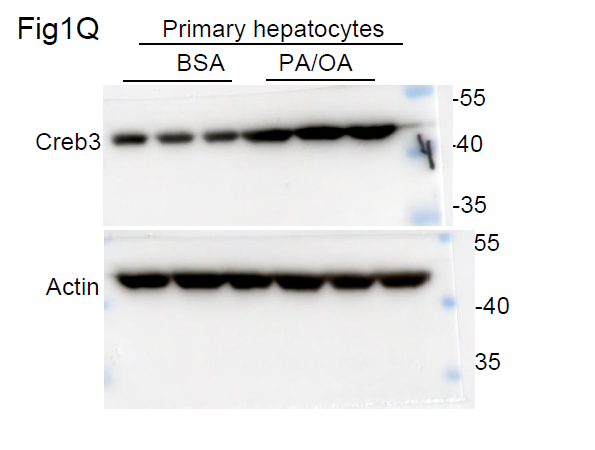 Fig1Q
Primary hepatocytes
BSA
PA/OA
-55
Creb3
-40
-35
55
Actin
-40
35